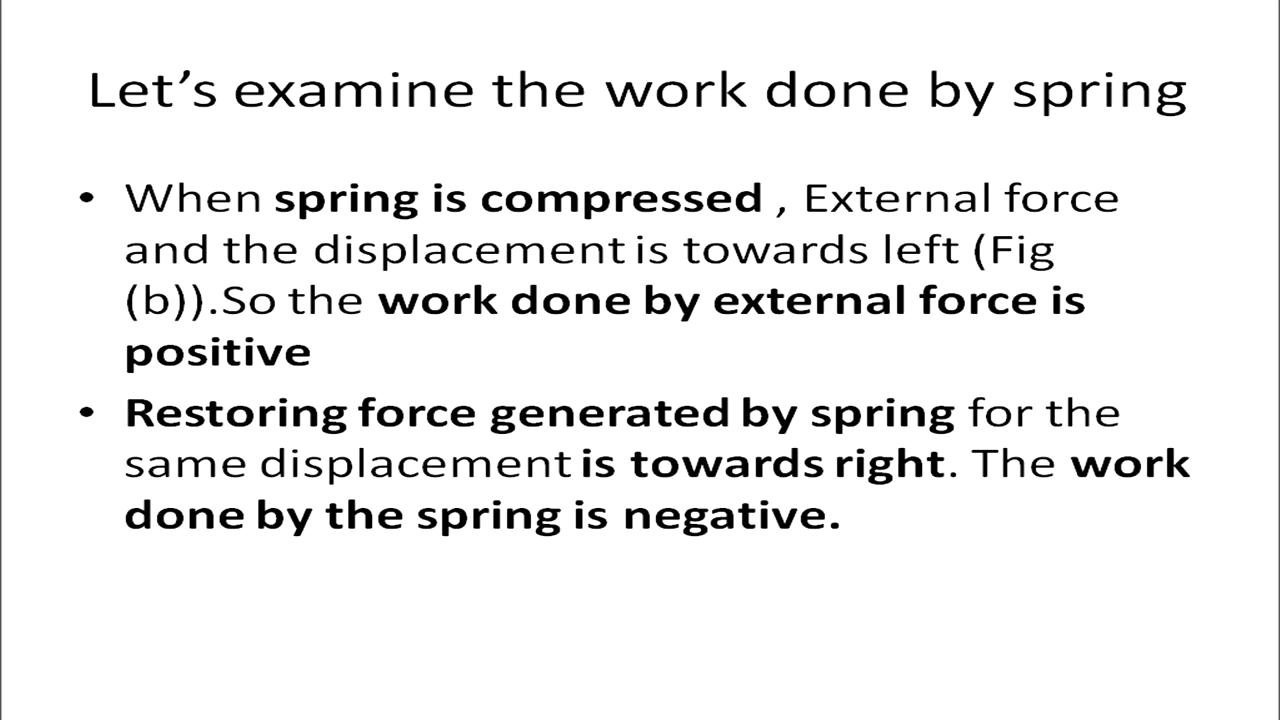 Let’s examine the work done by spring
• When spring is compressed , External force
and the displacement is towards left (Fig
(b)).So the work done by external force is
positive
• Restoring force generated by spring for the
same displacement is towards right. The work
done by the spring is negative.